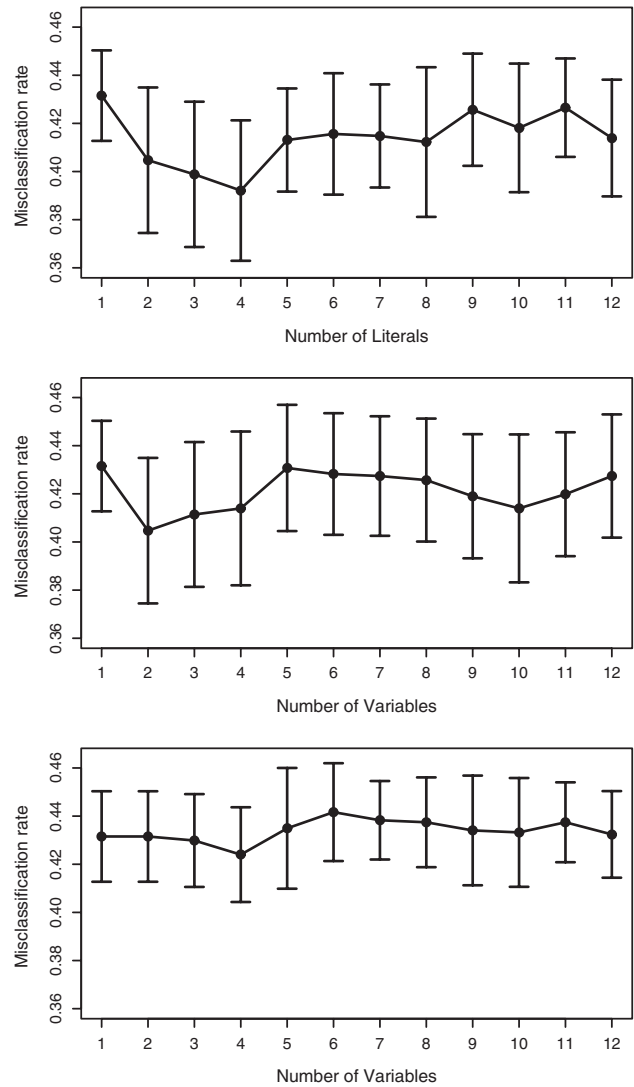 Misclassification rate
0.46
0.44
0.42
0.40
0.38
0.36
1 2 3 4 5 6 7 8 9 10 11 12
Number of Literals
Misclassification rate
0.46
0.44
0.42
0.40
0.38
0.36
1 2 3 4 5 6 7 8 9 10 11 12
Number of Variables
Misclassification rate
0.46
0.44
0.42
0.40
0.38
0.36
1 2 3 4 5 6 7 8 9 10 11 12
Number of Variables